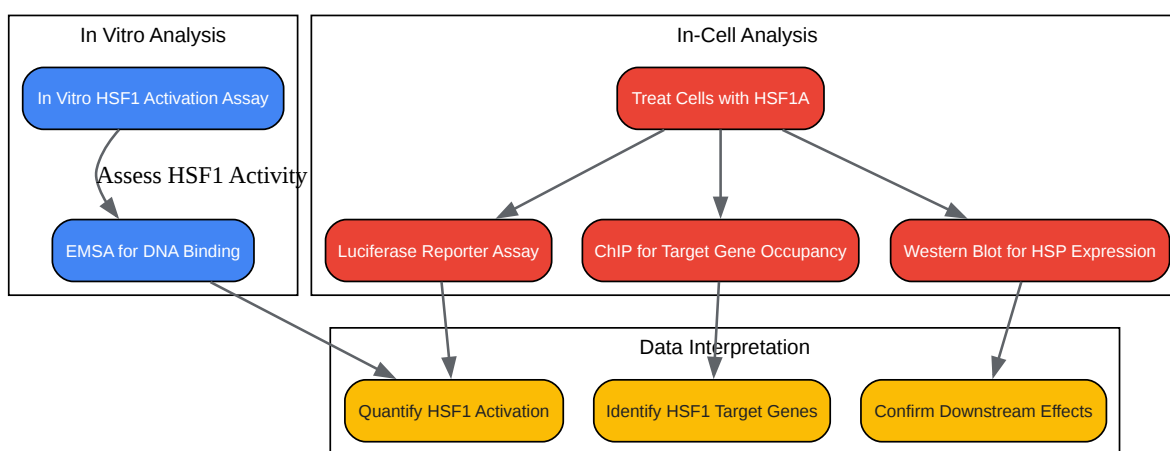 In Vitro Analysis
In-Cell Analysis
In Vitro HSF1 Activation Assay
Treat Cells with HSF1A
Assess HSF1 Activity
EMSA for DNA Binding
Luciferase Reporter Assay
ChIP for Target Gene Occupancy
Western Blot for HSP Expression
Data Interpretation
Quantify HSF1 Activation
Identify HSF1 Target Genes
Confirm Downstream Effects